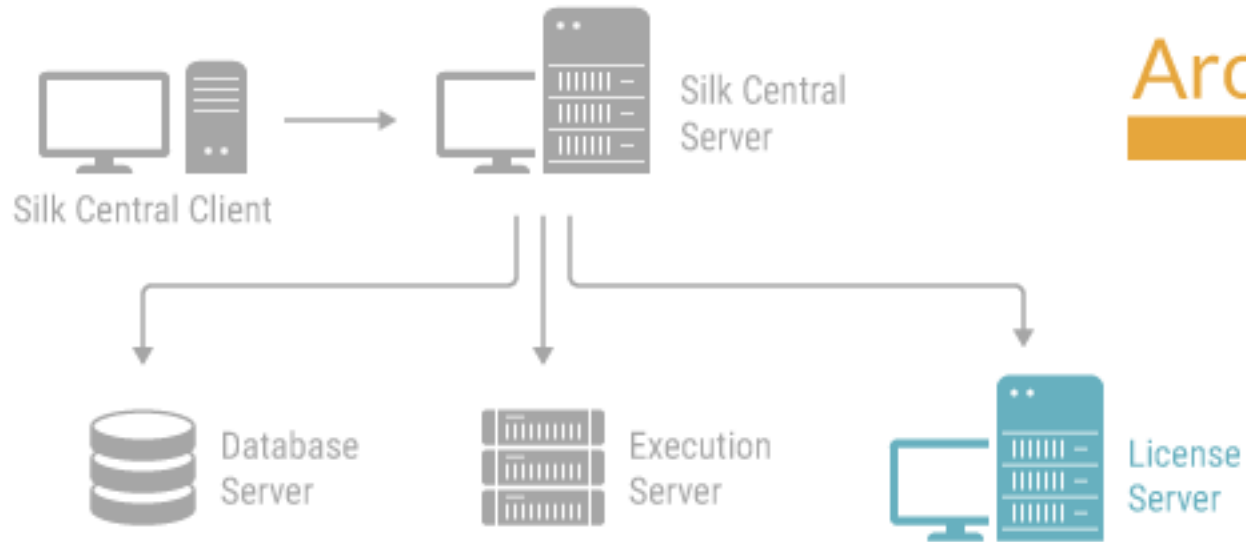 Silk Central
Server
Silk Central Client
Database
Server
Execution
Server
License
Server